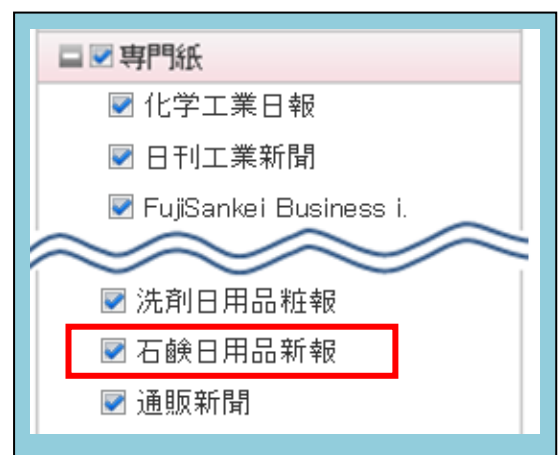 専門紙
化学工業日報
日刊工業新聞
FujiSankei Business i.
洗剤日用品粧報
石鹸日用品新報
通販新聞